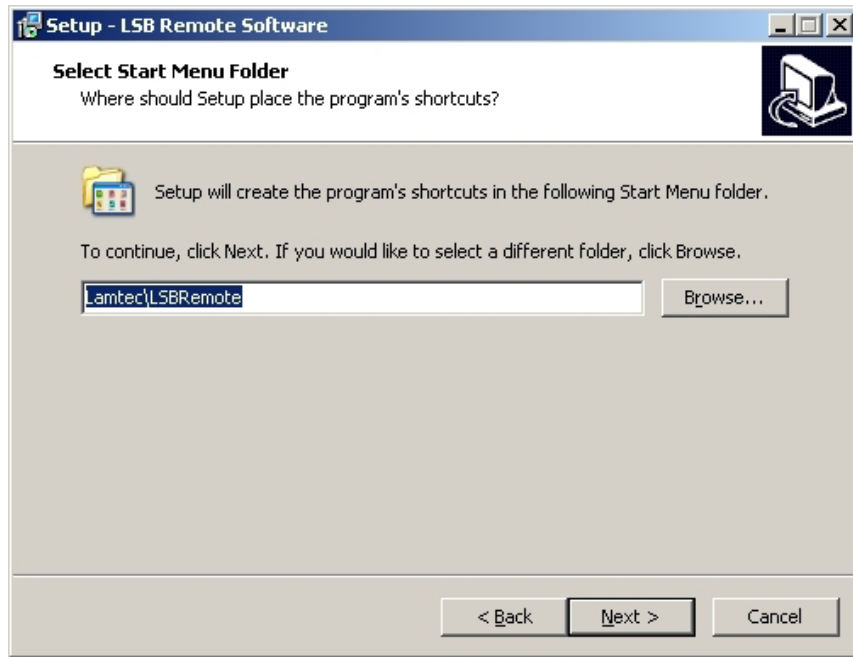 Setup - LSB Remote Software
Select Start Menu Folder
Where should Setup place the program's shortcuts?
Setup will create the program's shortcuts in the following Start Menu folder.
To continue, click Next. If you would like to select a different folder, click Browse.
Lamtec\LSBRemote
Browse...
< Back
Next >
Cancel